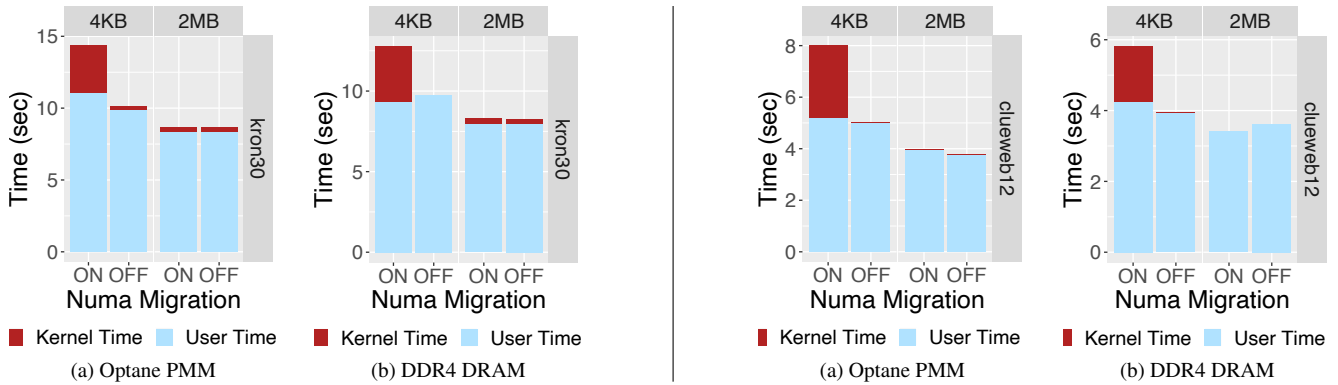 4KB 2MB
Time (sec)
15
10
5
0
kron30
ON OFF ON OFF
Numa Migration
Kernel Time User Time
(a) Optane PMM
4KB 2MB
Time (sec)
10
5
0
kron30
ON OFF ON OFF
Numa Migration
Kernel Time User Time
(b) DDR4 DRAM
4KB 2MB
Time (sec)
8
6
4
2
0
clueweb12
ON OFF ON OFF
Numa Migration
Kernel Time User Time
(a) Optane PMM
4KB 2MB
Time (sec)
6
4
2
0
clueweb12
ON OFF ON OFF
Numa Migration
Kernel Time User Time
(b) DDR4 DRAM